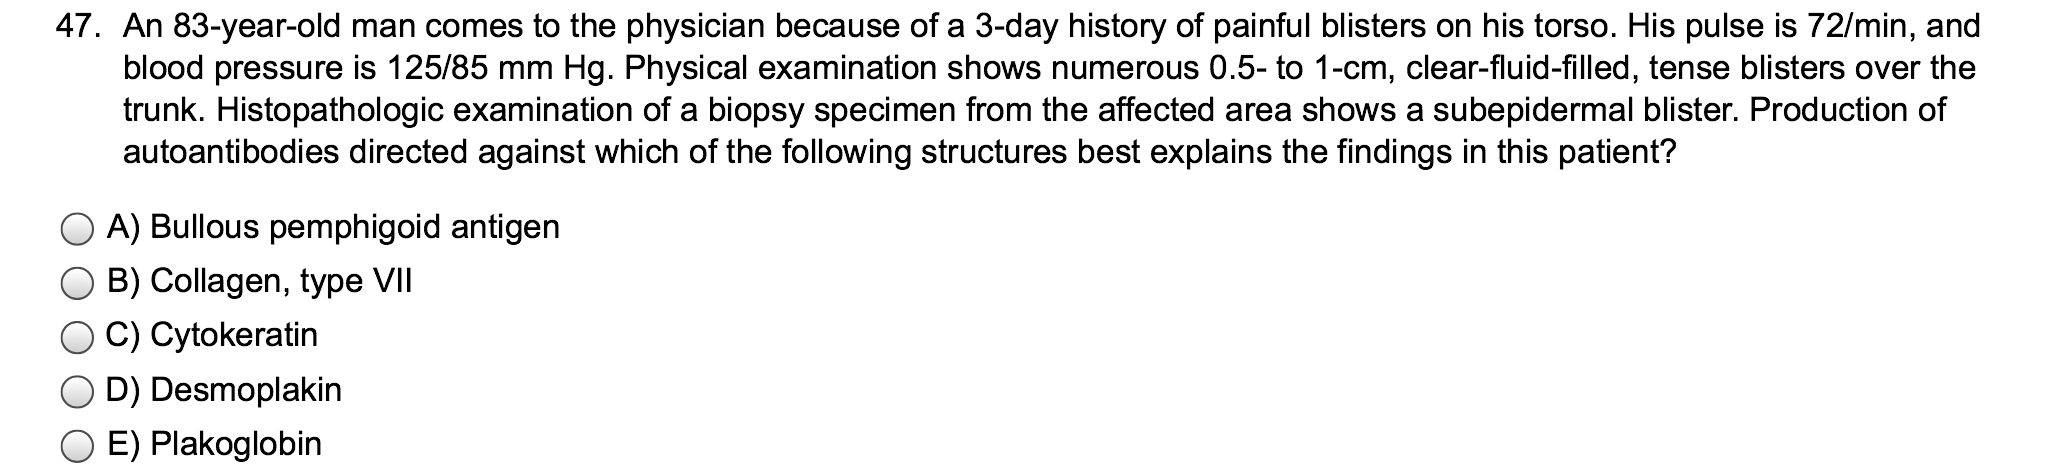 47. An 83-year-old man comes to the physician because of a 3-day history of painful blisters on his torso. His pulse is 72/min, and
blood pressure is 125/85 mm Hg. Physical examination shows numerous 0.5- to 1-cm, clear-fluid-filled, tense blisters over the
trunk. Histopathologic examination of a biopsy specimen from the affected area shows a subepidermal blister. Production of
autoantibodies directed against which of the following structures best explains the findings in this patient?
A) Bullous pemphigoid antigen
B) Collagen, type VII
C) Cytokeratin
D) Desmoplakin
E) Plakoglobin